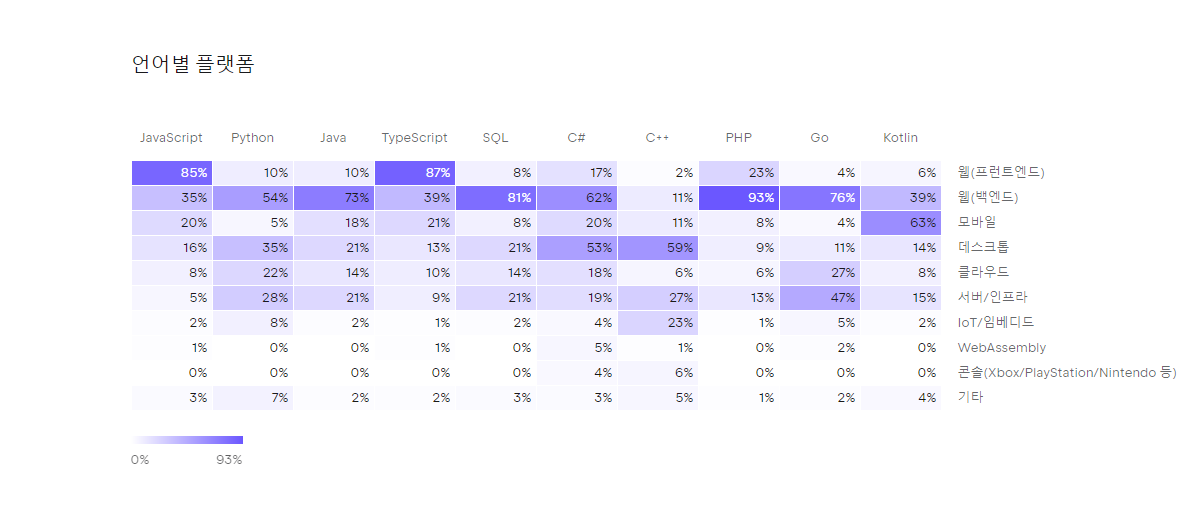 언어별 플랫폼
JavaScript Python Java TypeScript SQL C# C++ PHP Go Kotlin
85% 10% 10% 87% 8% 17% 2% 23% 4% 6% 웹(프런트엔드)
35% 54% 73% 39% 81% 62% 11% 93% 76% 39% 웹(백엔드)
20% 5% 18% 21% 8% 20% 11% 8% 4% 63% 모바일
16% 35% 21% 13% 21% 53% 59% 9% 11% 14% 데스크톱
8% 22% 14% 10% 14% 18% 6% 6% 27% 8% 클라우드
5% 28% 21% 9% 21% 19% 27% 13% 47% 15% 서버/인프라
2% 8% 2% 1% 2% 4% 23% 1% 5% 2% IoT/임베디드
1% 0% 0% 1% 0% 5% 1% 0% 2% 0% WebAssembly
0% 0% 0% 0% 0% 4% 6% 0% 0% 0% 콘솔(Xbox/PlayStation/Nintendo 등)
3% 7% 2% 2% 3% 3% 5% 1% 2% 4% 기타
0% 93%